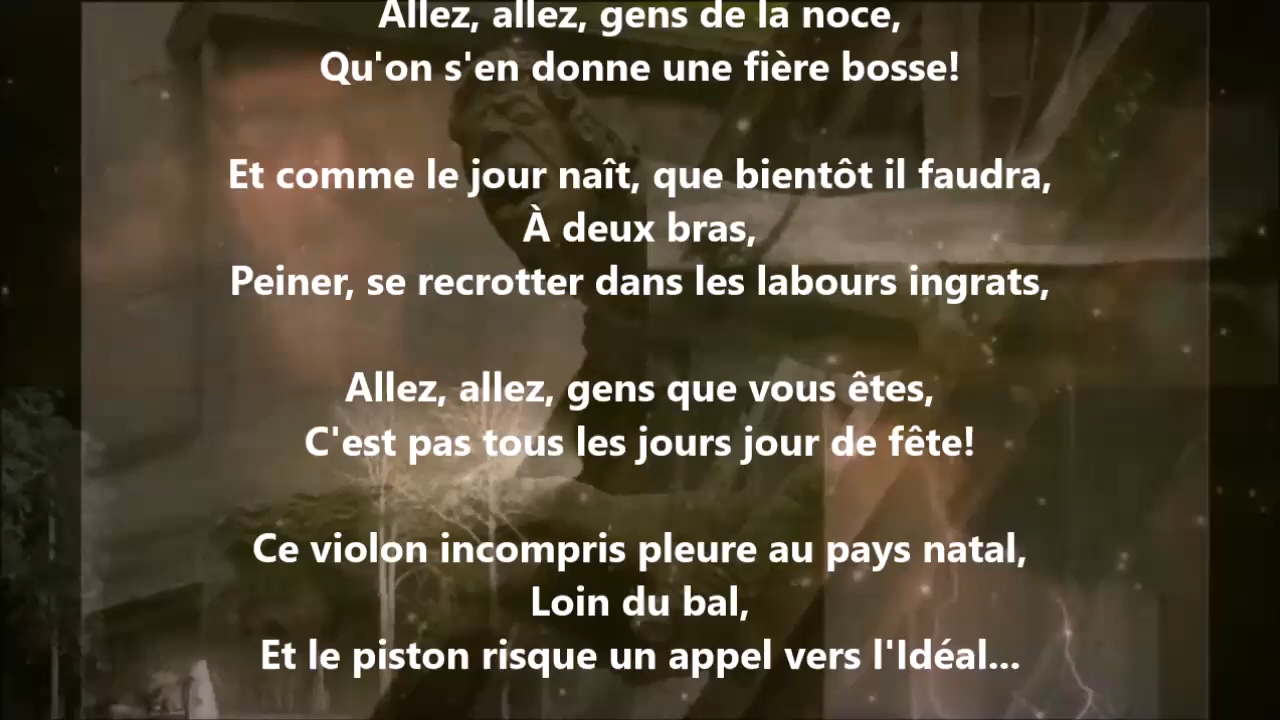 Allez, allez, gens de la noce,
Qu'on s'en donne une fière bosse!
Et comme le jour naît, que bientôt il faudra,
À deux bras,
Peiner, se recrotter dans les labours ingrats,
Allez, allez, gens que vous êtes,
C'est pas tous les jours jour de fête!
Ce violon incompris pleure au pays natal,
Loin du bal,
Et le piston risque un appel vers l'Idéal...